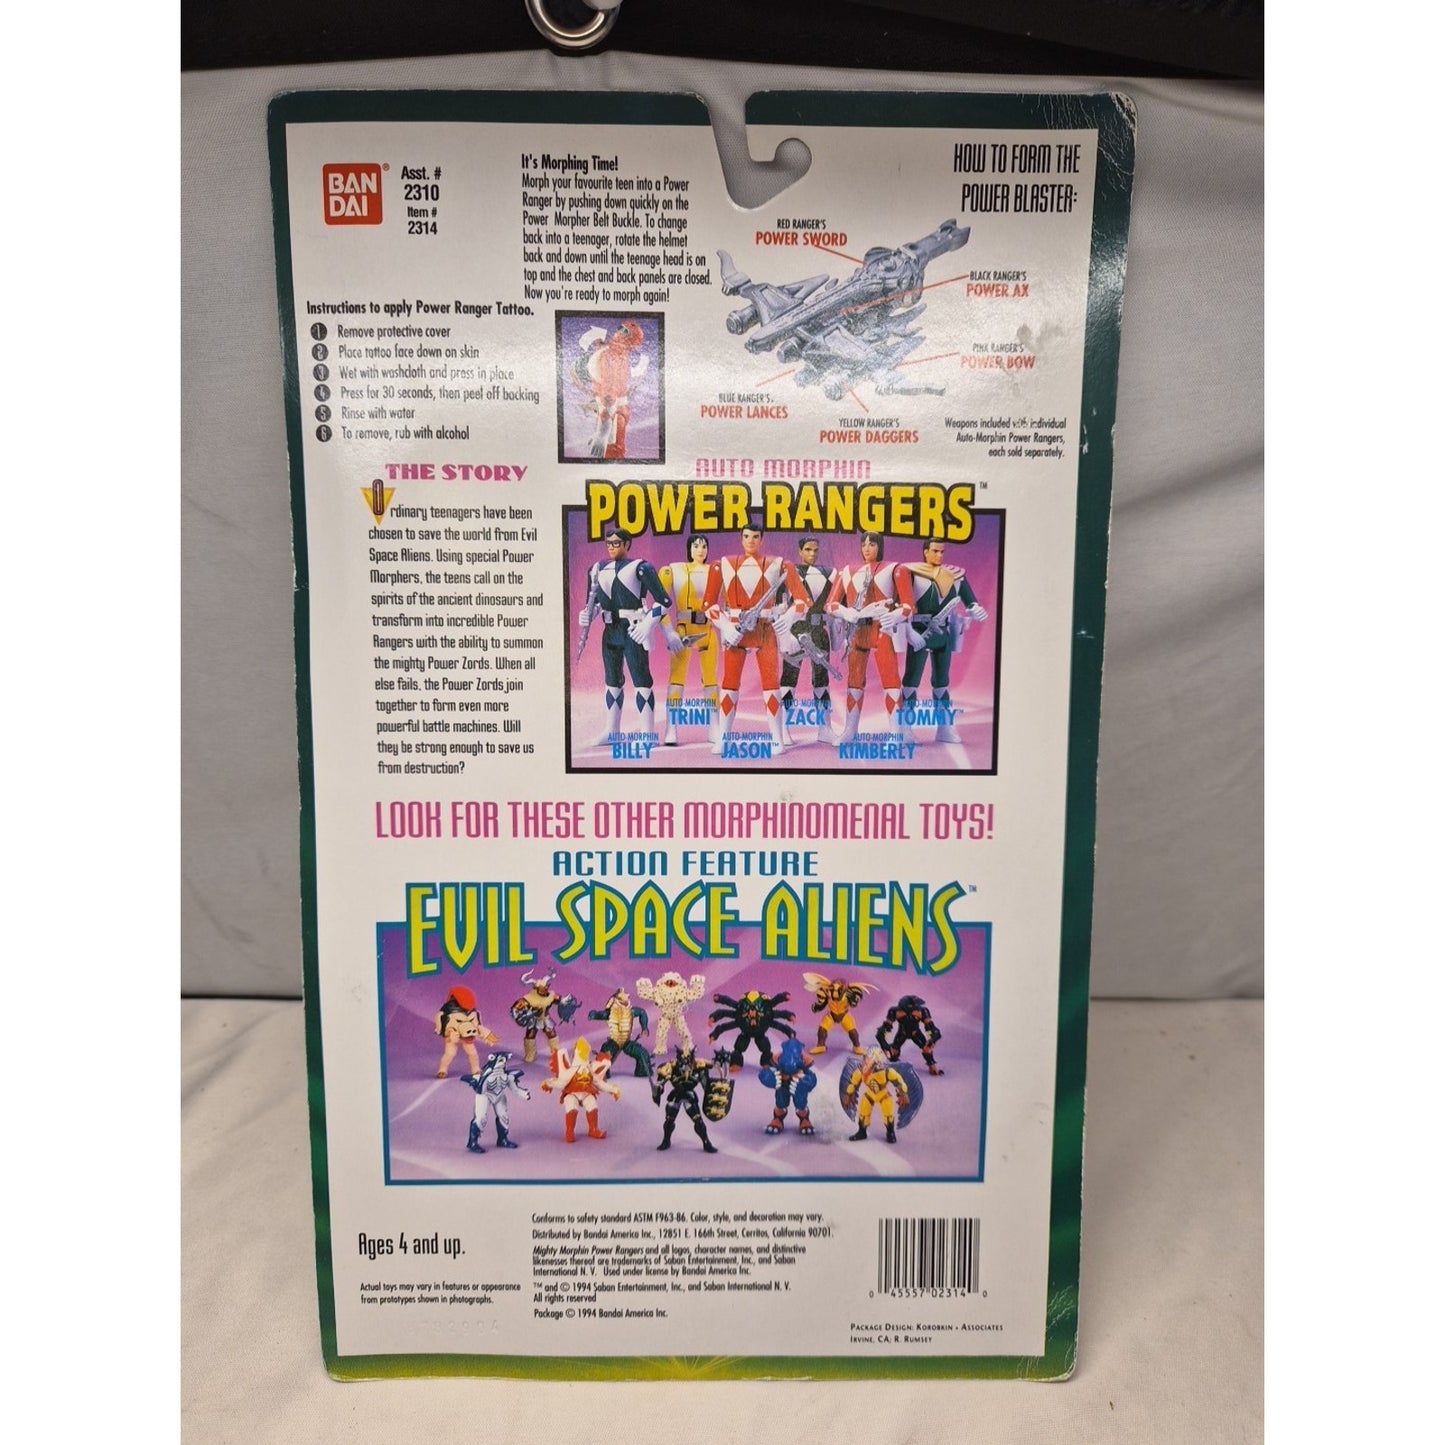 BAN
DAI
®
Asst. #
2310
Item #
2314
It's Morphing Time!
Morph your favourite teen into a Power
Ranger by pushing down quickly on the
Power Morpher Belt Buckle. To change
back into a teenager, rotate the helmet
back and down until the teenage head is on
top and the chest and back panels are closed.
Now you're ready to morph again!
HOW TO FORM THE
POWER BLASTER:
RED RANGER'S
POWER SWORD
BLACK RANGER'S
POWER AX
PINK RANGER'S
POWER BOW
BLUE RANGER'S
POWER LANCES
YELLOW RANGER'S
POWER DAGGERS
Weapons included with individual
Auto-Morphin Power Rangers,
each sold separately.
Instructions to apply Power Ranger Tattoo.
1 Remove protective cover
2 Place tattoo face down on skin
3 Wet with washcloth and press in place
4 Press for 30 seconds, then peel off backing
5 Rinse with water
6 To remove, rub with alcohol
THE STORY
Ordinary teenagers have been
chosen to save the world from Evil
Space Aliens. Using special Power
Morphers, the teens call on the
spirits of the ancient dinosaurs and
transform into incredible Power
Rangers with the ability to summon
the mighty Power Zords. When all
else fails, the Power Zords join
together to form even more
powerful battle machines. Will
they be strong enough to save us
from destruction?
AUTO MORPHIN
POWER RANGERS™
AUTO-MORPHIN
TRINI™
AUTO-MORPHIN
ZACK™
AUTO-MORPHIN
TOMMY™
AUTO-MORPHIN
BILLY™
AUTO-MORPHIN
JASON™
AUTO-MORPHIN
KIMBERLY™
LOOK FOR THESE OTHER MORPHINOMENAL TOYS!
ACTION FEATURE
EVIL SPACE ALIENS™
Ages 4 and up.
Actual toys may vary in features or appearance
from prototypes shown in photographs.
Conforms to safety standard ASTM F963-86. Color, style, and decoration may vary.
Distributed by Bandai America Inc., 12851 E. 166th Street, Cerritos, California 90701.
Mighty Morphin Power Rangers and all logos, character names, and distinctive
likenesses thereof are trademarks of Saban Entertainment, Inc., and Saban
International N. V. Used under license by Bandai America Inc.
™ and © 1994 Saban Entertainment, Inc., and Saban International N. V.
All rights reserved
Package © 1994 Bandai America Inc.
0 45557 02314 0
PACKAGE DESIGN: KOROBKIN • ASSOCIATES
IRVINE, CA; R. RUMSEY